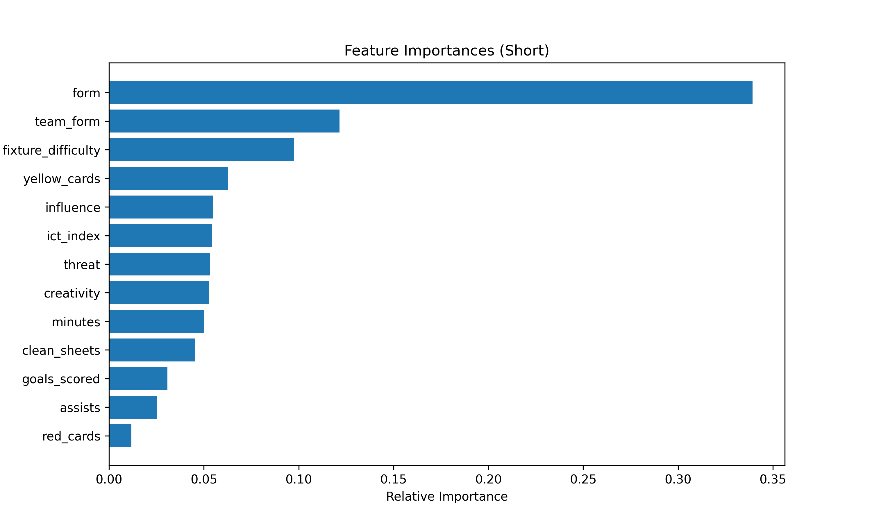 Feature Importances (Short)
form
team_form
fixture_difficulty
yellow_cards
influence
ict_index
threat
creativity
minutes
clean_sheets
goals_scored
assists
red_cards
0.00 0.05 0.10 0.15 0.20 0.25 0.30 0.35
Relative Importance